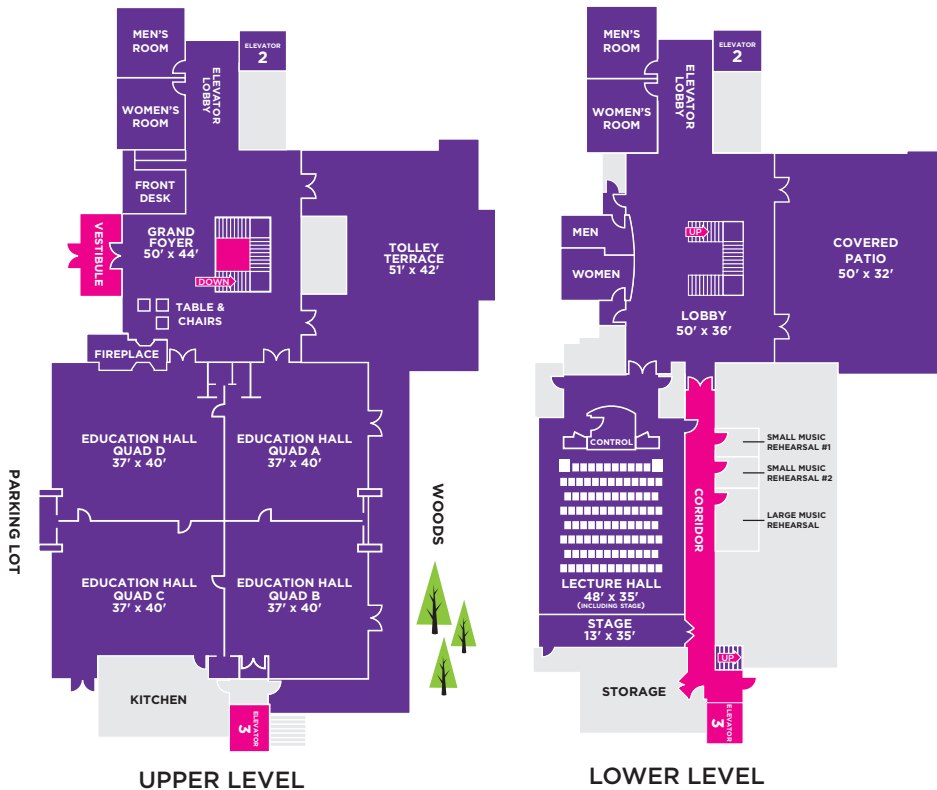 MEN'S
ROOM
ELEVATOR
2
ELEVATOR
LOBBY
WOMEN'S
ROOM
FRONT
DESK
VESTIBULE
GRAND
FOYER
50' x 44'
DOWN
TABLE &
CHAIRS
TOLLEY
TERRACE
51' x 42'
FIREPLACE
EDUCATION HALL
QUAD D
37' x 40'
EDUCATION HALL
QUAD A
37' x 40'
PARKING LOT
WOODS
EDUCATION HALL
QUAD C
37' x 40'
EDUCATION HALL
QUAD B
37' x 40'
KITCHEN
ELEVATOR
3
UPPER LEVEL
MEN'S
ROOM
ELEVATOR
2
ELEVATOR
LOBBY
WOMEN'S
ROOM
MEN
WOMEN
UP
LOBBY
50' x 36'
COVERED
PATIO
50' x 32'
CONTROL
CORRIDOR
SMALL MUSIC
REHEARSAL #1
SMALL MUSIC
REHEARSAL #2
LARGE MUSIC
REHEARSAL
LECTURE HALL
48' x 35'
(INCLUDING STAGE)
STAGE
13' x 35'
UP
STORAGE
ELEVATOR
3
LOWER LEVEL